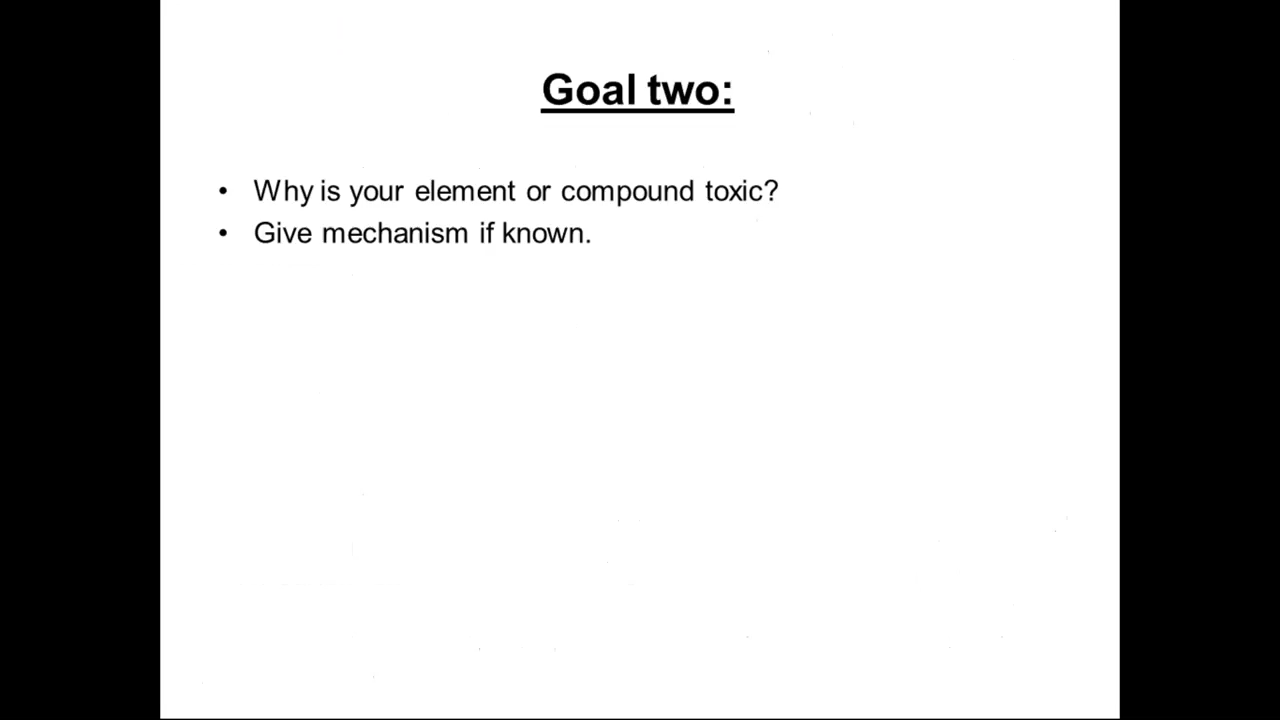 Goal two:
• Why is your element or compound toxic?
• Give mechanism if known.